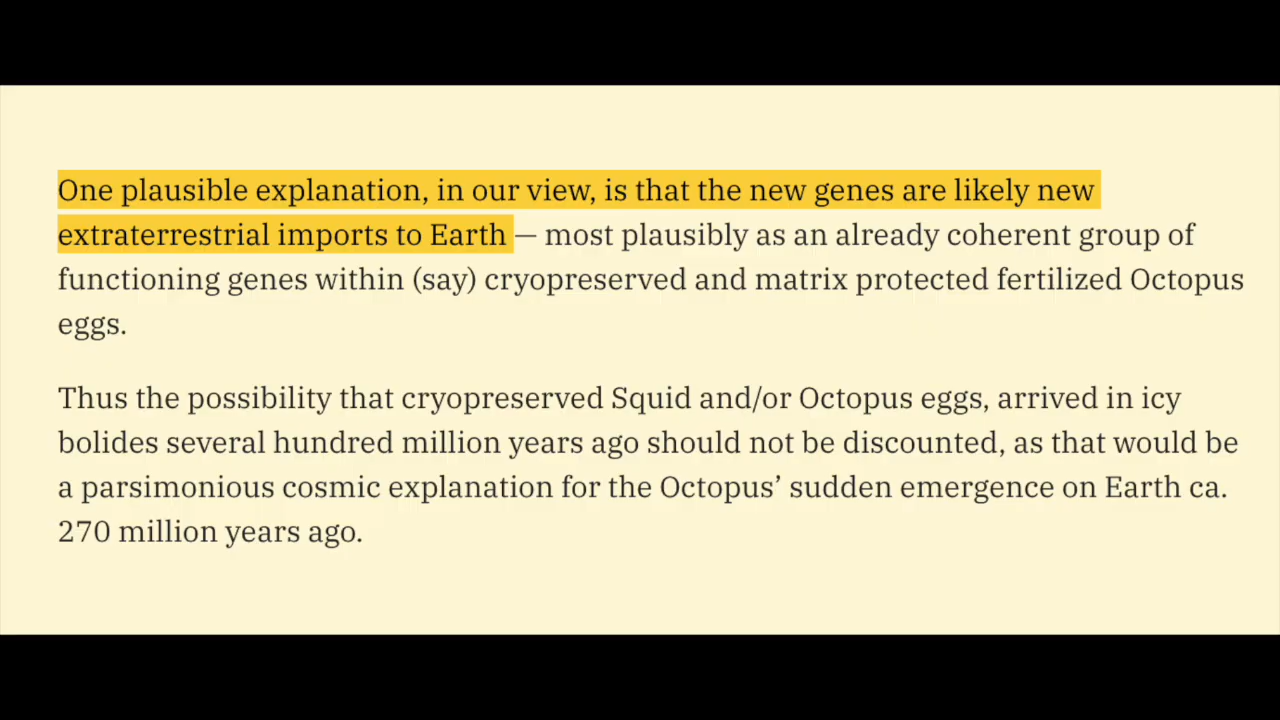 One plausible explanation, in our view, is that the new genes are likely new
extraterrestrial imports to Earth — most plausibly as an already coherent group of
functioning genes within (say) cryopreserved and matrix protected fertilized Octopus
eggs.
Thus the possibility that cryopreserved Squid and/or Octopus eggs, arrived in icy
bolides several hundred million years ago should not be discounted, as that would be
a parsimonious cosmic explanation for the Octopus’ sudden emergence on Earth ca.
270 million years ago.